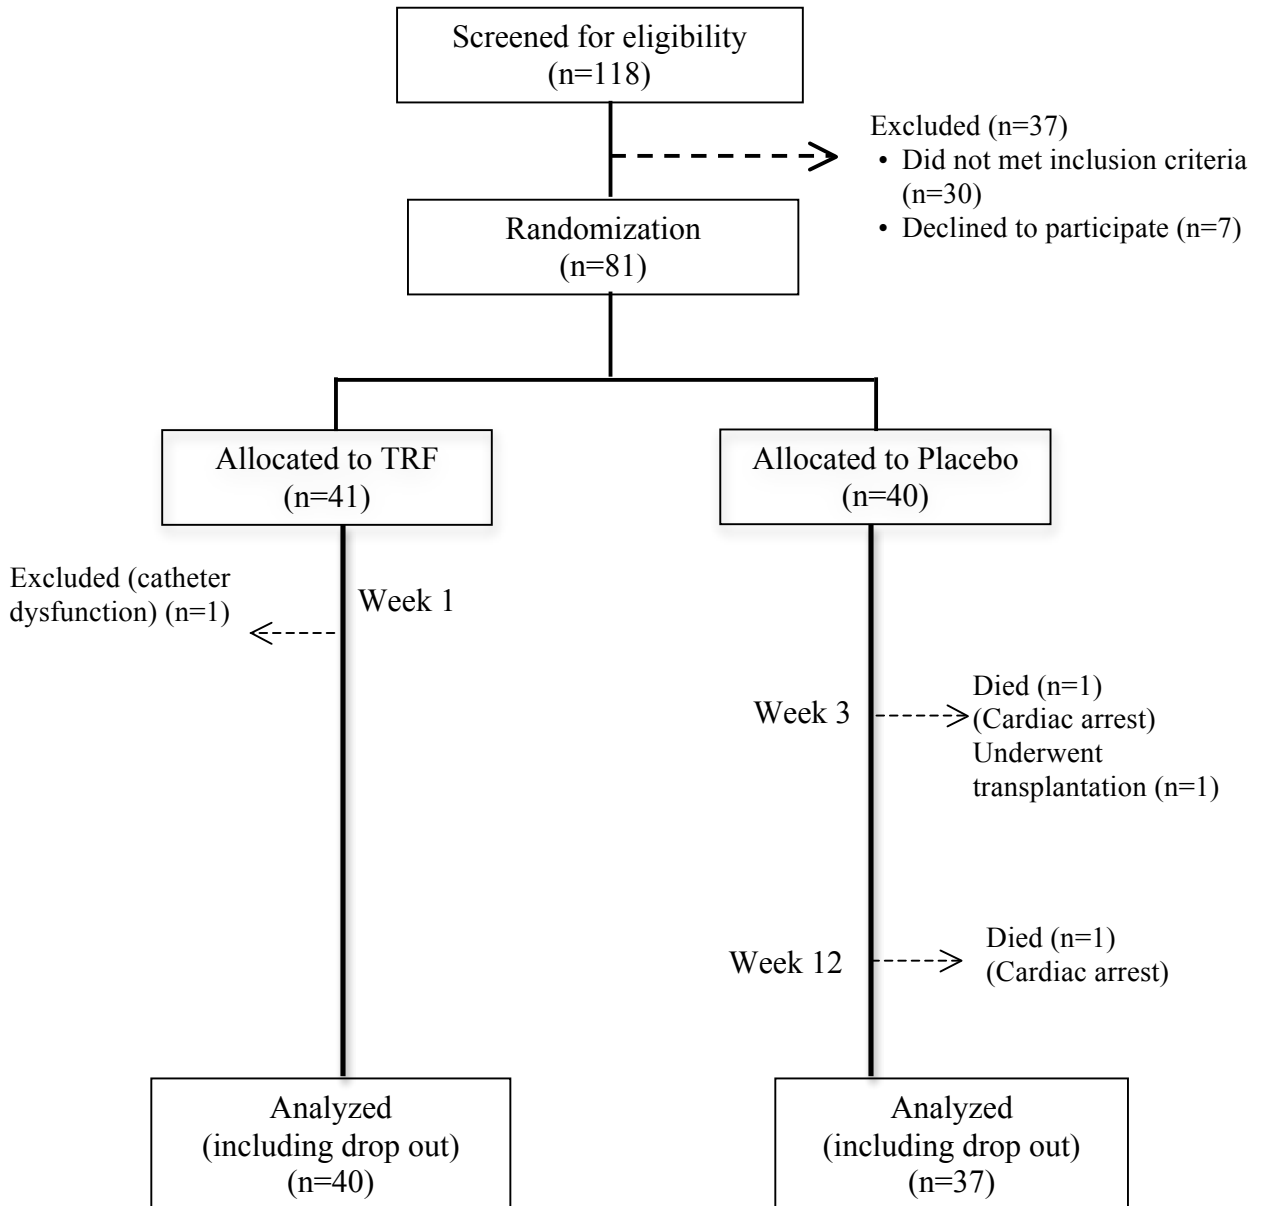 Screened for eligibility
(n=118)
Excluded (n=37)
• Did not met inclusion criteria
(n=30)
• Declined to participate (n=7)
Randomization
(n=81)
Allocated to TRF
(n=41)
Allocated to Placebo
(n=40)
Excluded (catheter
dysfunction) (n=1)
Week 1
Week 3
Died (n=1)
(Cardiac arrest)
Underwent
transplantation (n=1)
Week 12
Died (n=1)
(Cardiac arrest)
Analyzed
(including drop out)
(n=40)
Analyzed
(including drop out)
(n=37)